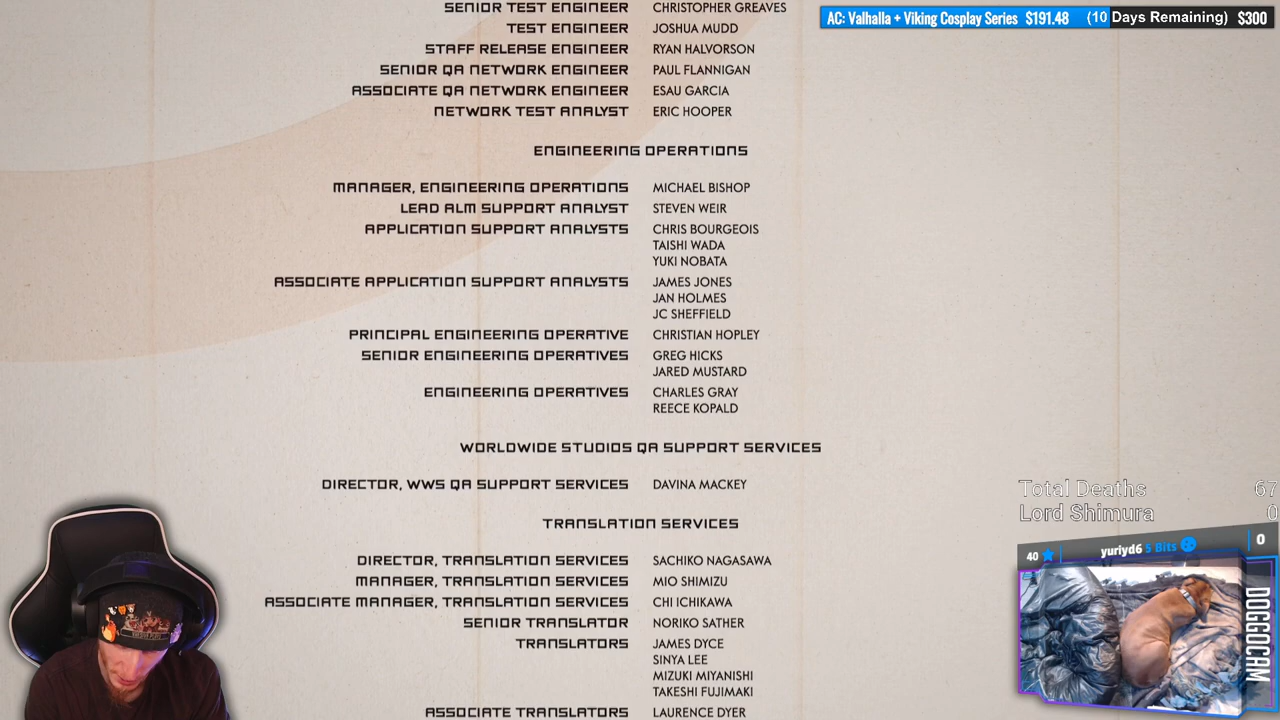 SENIOR TEST ENGINEER CHRISTOPHER GREAVES
TEST ENGINEER JOSHUA MUDD
STAFF RELEASE ENGINEER RYAN HALVORSON
SENIOR QA NETWORK ENGINEER PAUL FLANNIGAN
ASSOCIATE QA NETWORK ENGINEER ESAU GARCIA
NETWORK TEST ANALYST ERIC HOOPER
ENGINEERING OPERATIONS
MANAGER, ENGINEERING OPERATIONS MICHAEL BISHOP
LEAD ALM SUPPORT ANALYST STEVEN WEIR
APPLICATION SUPPORT ANALYSTS CHRIS BOURGEOIS
TAISHI WADA
YUKI NOBATA
ASSOCIATE APPLICATION SUPPORT ANALYSTS JAMES JONES
JAN HOLMES
JC SHEFFIELD
PRINCIPAL ENGINEERING OPERATIVE CHRISTIAN HOPLEY
SENIOR ENGINEERING OPERATIVES GREG HICKS
JARED MUSTARD
ENGINEERING OPERATIVES CHARLES GRAY
REECE KOPALD
WORLDWIDE STUDIOS QA SUPPORT SERVICES
DIRECTOR, WWS QA SUPPORT SERVICES DAVINA MACKEY
TRANSLATION SERVICES
DIRECTOR, TRANSLATION SERVICES SACHIKO NAGASAWA
MANAGER, TRANSLATION SERVICES MIO SHIMIZU
ASSOCIATE MANAGER, TRANSLATION SERVICES CHI ICHIKAWA
SENIOR TRANSLATOR NORIKO SATHER
TRANSLATORS JAMES DYCE
SINYA LEE
MIZUKI MIYANISHI
TAKESHI FUJIMAKI
ASSOCIATE TRANSLATORS LAURENCE DYER
AC: Valhalla + Viking Cosplay Series $191.48 (10 Days Remaining) $300
Total Deaths 67
Lord Shimura 0
40 yuriyd6 5 Bits 0
DOGGOCAM